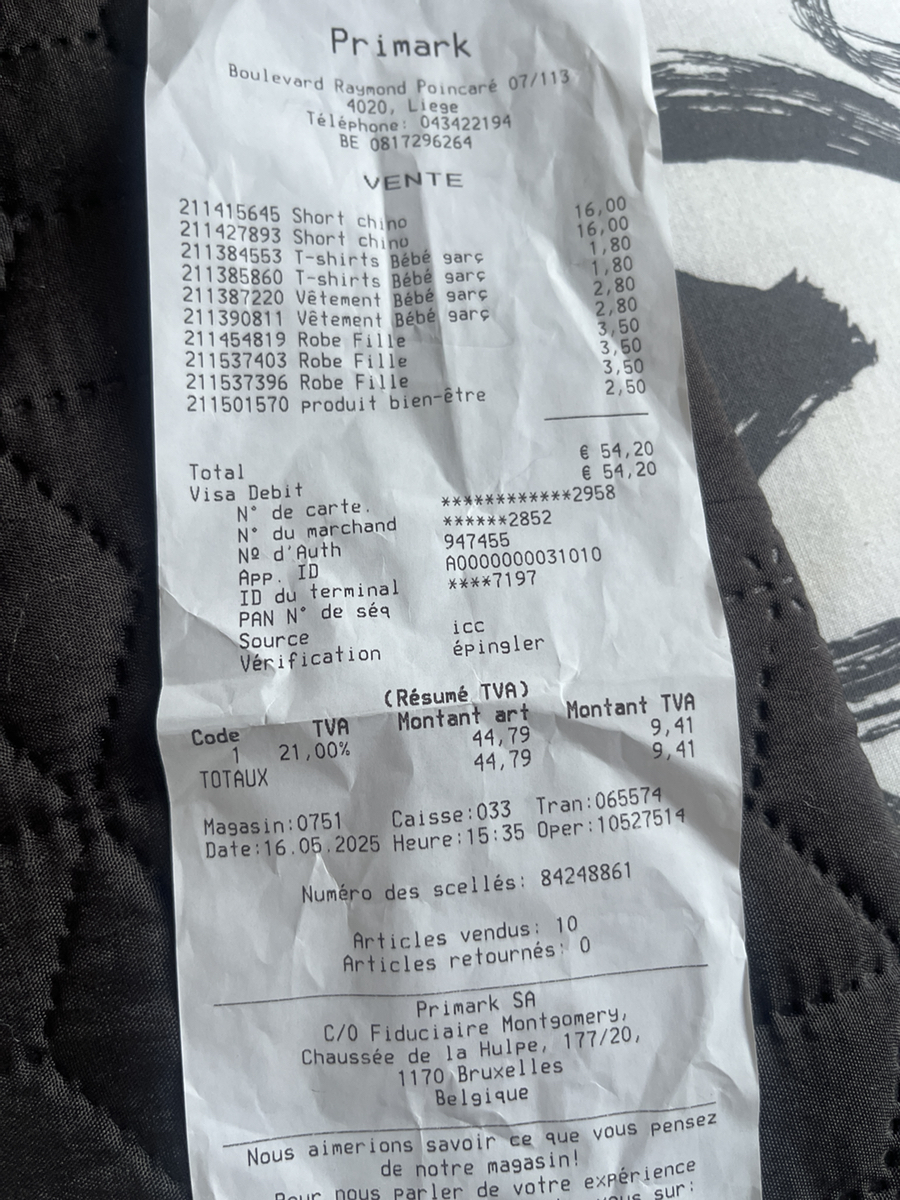 Primark
Boulevard Raymond Poincaré 07/113
4020, Liege
Téléphone: 043422194
BE 0817296264
VENTE
211415645 Short chino 16,00
211427893 Short chino 16,00
211384553 T-shirts Bébé garç 1,80
211385860 T-shirts Bébé garç 1,80
211387220 Vêtement Bébé garç 2,80
211390811 Vêtement Bébé garç 2,80
211454819 Robe Fille 3,50
211537403 Robe Fille 3,50
211537396 Robe Fille 3,50
211501570 produit bien-être 2,50
Total € 54,20
Visa Debit € 54,20
N° de carte. ************2958
N° du marchand ******2852
Nº d'Auth 947455
App. ID A0000000031010
ID du terminal ****7197
PAN N° de séq
Source icc
Vérification épingler
(Résumé TVA)
Code TVA Montant art Montant TVA
1 21,00% 44,79 9,41
TOTAUX 44,79 9,41
Magasin:0751 Caisse:033 Tran:065574
Date:16.05.2025 Heure:15:35 Oper:10527514
Numéro des scellés: 84248861
Articles vendus: 10
Articles retournés: 0
Primark SA
C/O Fiduciaire Montgomery,
Chaussée de la Hulpe, 177/20,
1170 Bruxelles
Belgique
Nous aimerions savoir ce que vous pensez
de notre magasin!
Pour nous parler de votre expérience
vous sur: